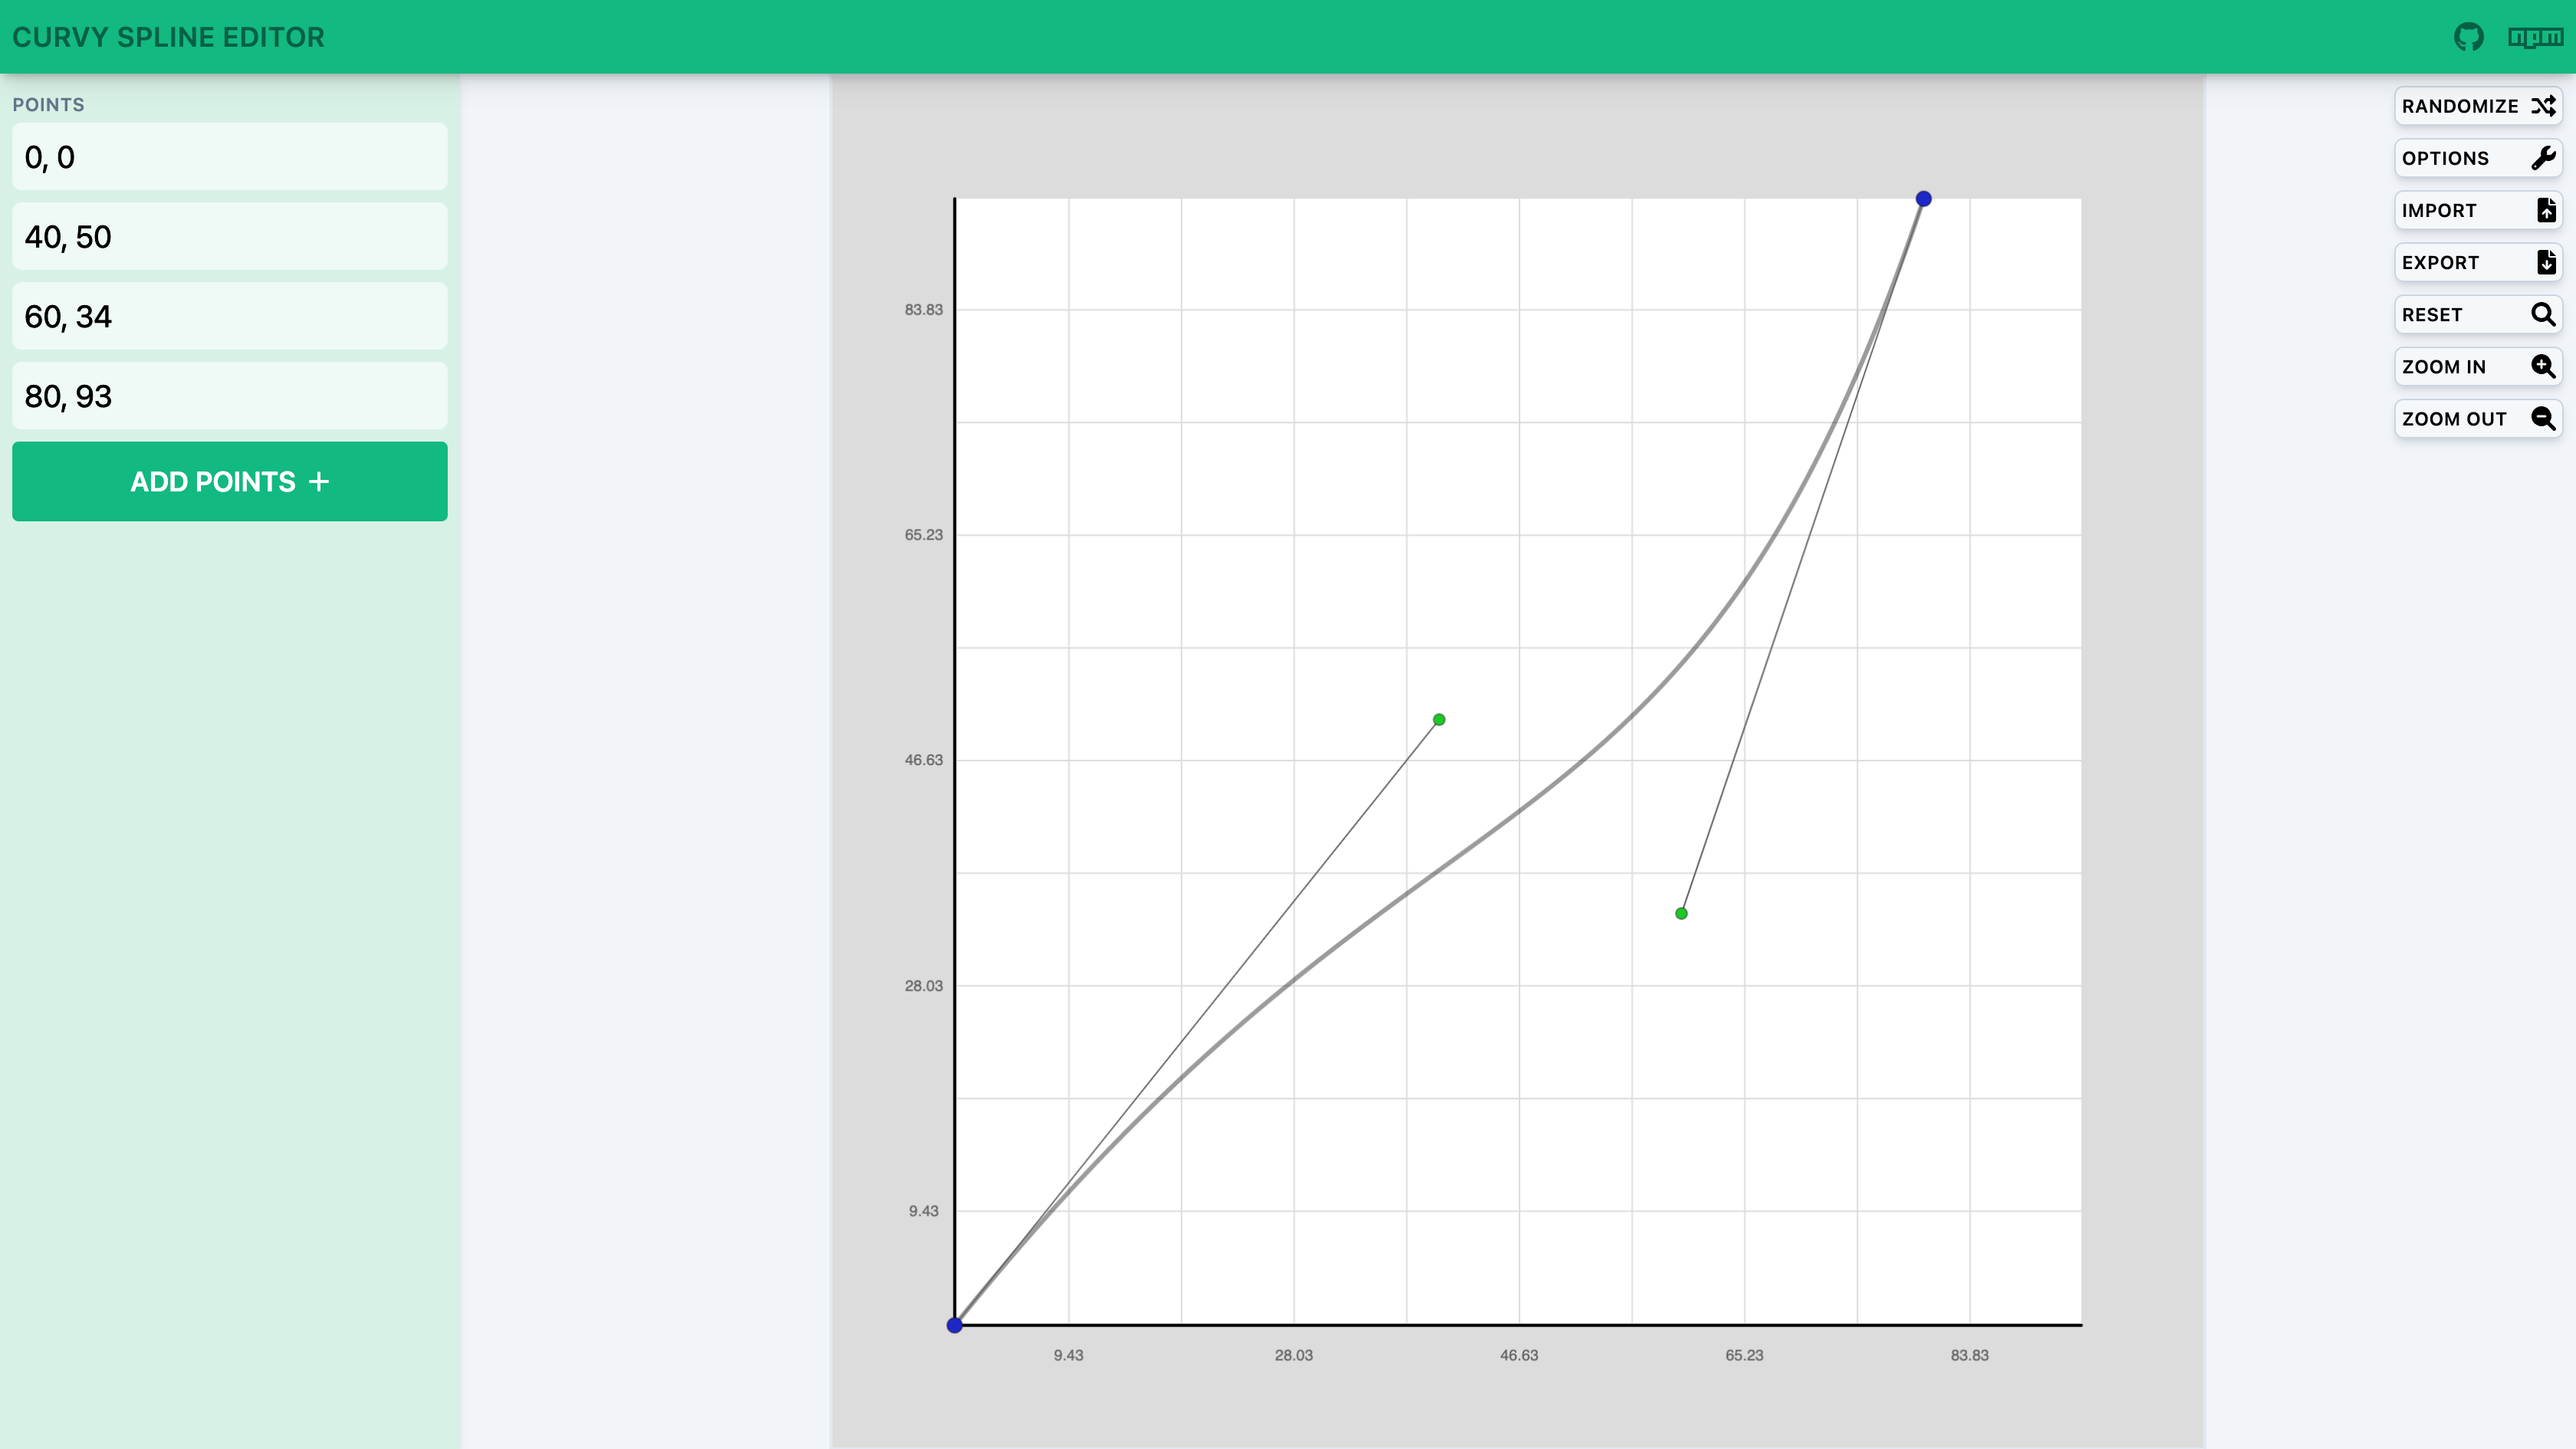 CURVY SPLINE EDITOR
npm
POINTS
0, 0
40, 50
60, 34
80, 93
ADD POINTS +
83.83
65.23
46.63
28.03
9.43
9.43 28.03 46.63 65.23 83.83
RANDOMIZE
OPTIONS
IMPORT
EXPORT
RESET
ZOOM IN
ZOOM OUT